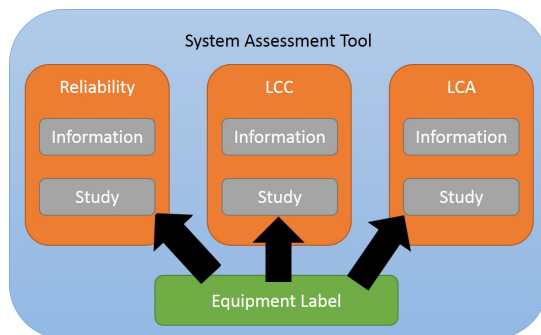 System Assessment Tool
Reliability
LCC
LCA
Information
Information
Information
Study
Study
Study
Equipment Label